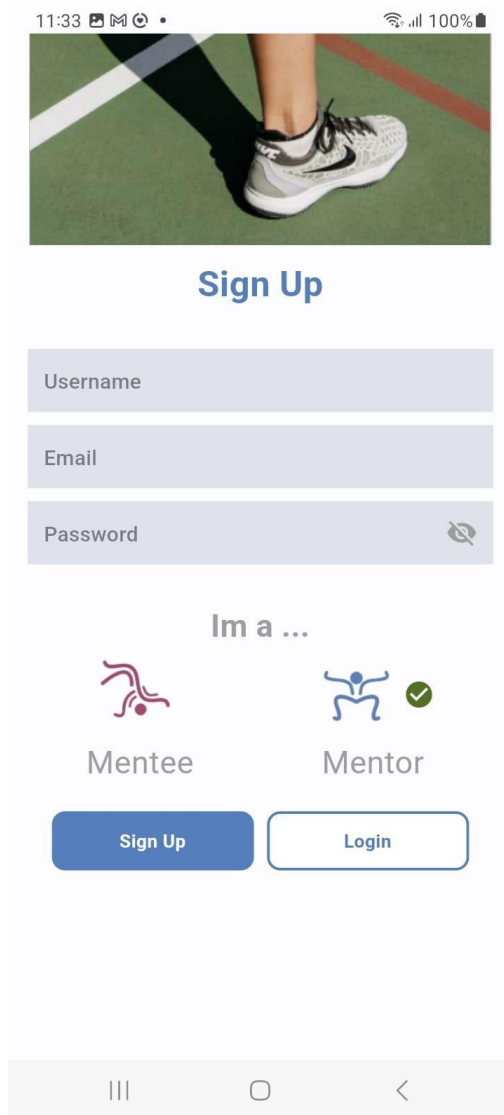 11:33
100%
Sign Up
Username
Email
Password
Im a ...
Mentee Mentor
Sign Up Login